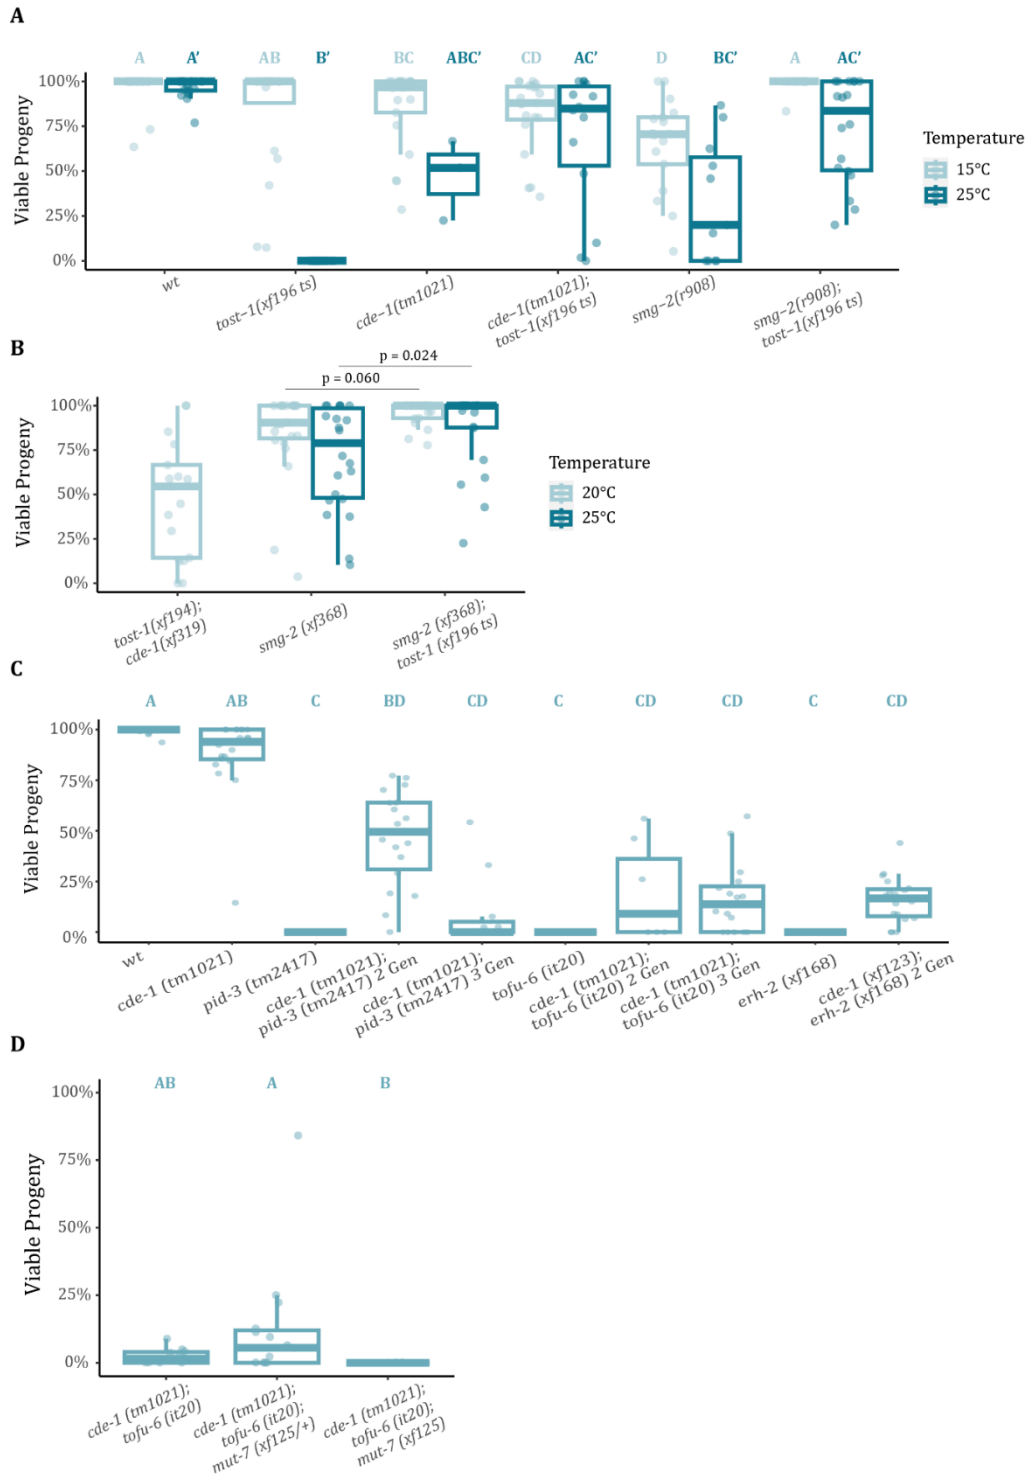 A
A A' AB B' BC ABC' CD AC' D BC' A AC'
100%
75%
50%
25%
0%
Viable Progeny
wt
tost−1(xf196 ts)
cde−1(tm1021)
cde−1(tm1021);
tost−1(xf196 ts)
smg−2(r908)
smg−2(r908);
tost−1(xf196 ts)
Temperature
15°C
25°C
B
p = 0.024
p = 0.060
100%
75%
50%
25%
0%
Viable Progeny
tost-1(xf194);
cde-1(xf319)
smg-2 (xf368)
smg-2 (xf368);
tost-1 (xf196 ts)
Temperature
20°C
25°C
C
A AB C BD CD C CD CD C CD
100%
75%
50%
25%
0%
Viable Progeny
wt
cde-1 (tm1021)
pid-3 (tm2417)
cde-1 (tm1021);
pid-3 (tm2417) 2 Gen
cde-1 (tm1021);
pid-3 (tm2417) 3 Gen
tofu-6 (it20)
cde-1 (tm1021);
tofu-6 (it20) 2 Gen
cde-1 (tm1021);
tofu-6 (it20) 3 Gen
erh-2 (xf168)
cde-1 (xf123);
erh-2 (xf168) 2 Gen
D
AB A B
100%
75%
50%
25%
0%
Viable Progeny
cde-1 (tm1021);
tofu-6 (it20)
cde-1 (tm1021);
tofu-6 (it20);
mut-7 (xf125/+)
cde-1 (tm1021);
tofu-6 (it20);
mut-7 (xf125)